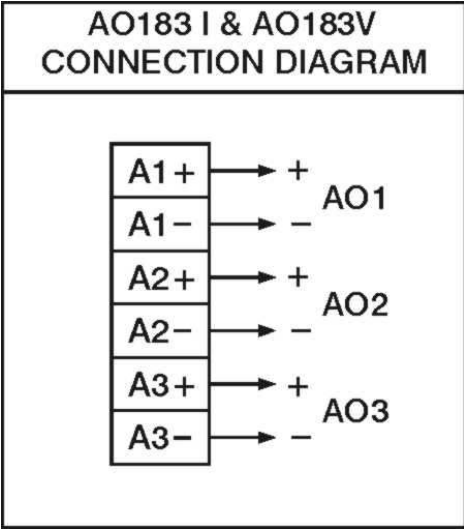 AO183 I & AO183V
CONNECTION DIAGRAM
A1+ +
AO1
A1− −
A2+ +
AO2
A2− −
A3+ +
AO3
A3− −